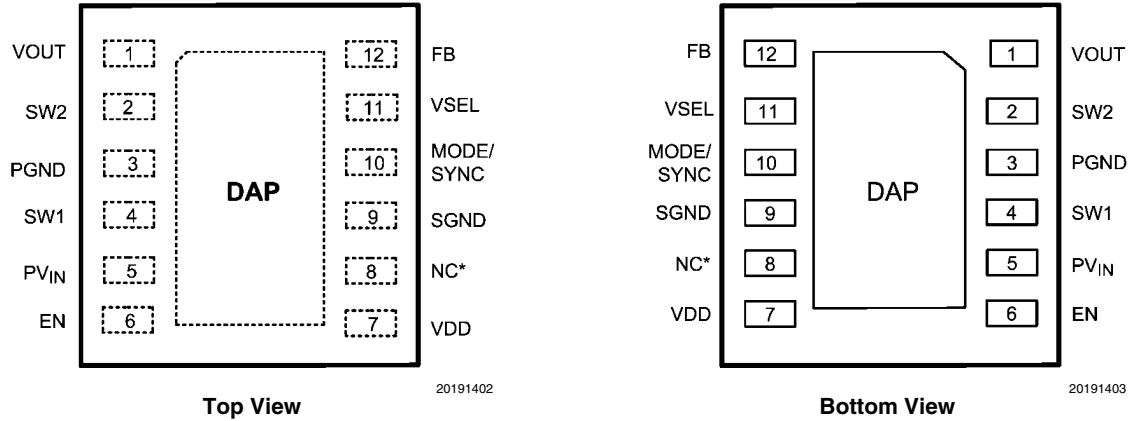 VOUT 1 12 FB
SW2 2 11 VSEL
PGND 3 10 MODE/
SYNC
DAP
SW1 4 9 SGND
PVIN 5 8 NC*
EN 6 7 VDD
20191402
Top View
FB 12 1 VOUT
VSEL 11 2 SW2
MODE/
SYNC 10 3 PGND
DAP
SGND 9 4 SW1
NC* 8 5 PVIN
VDD 7 6 EN
20191403
Bottom View